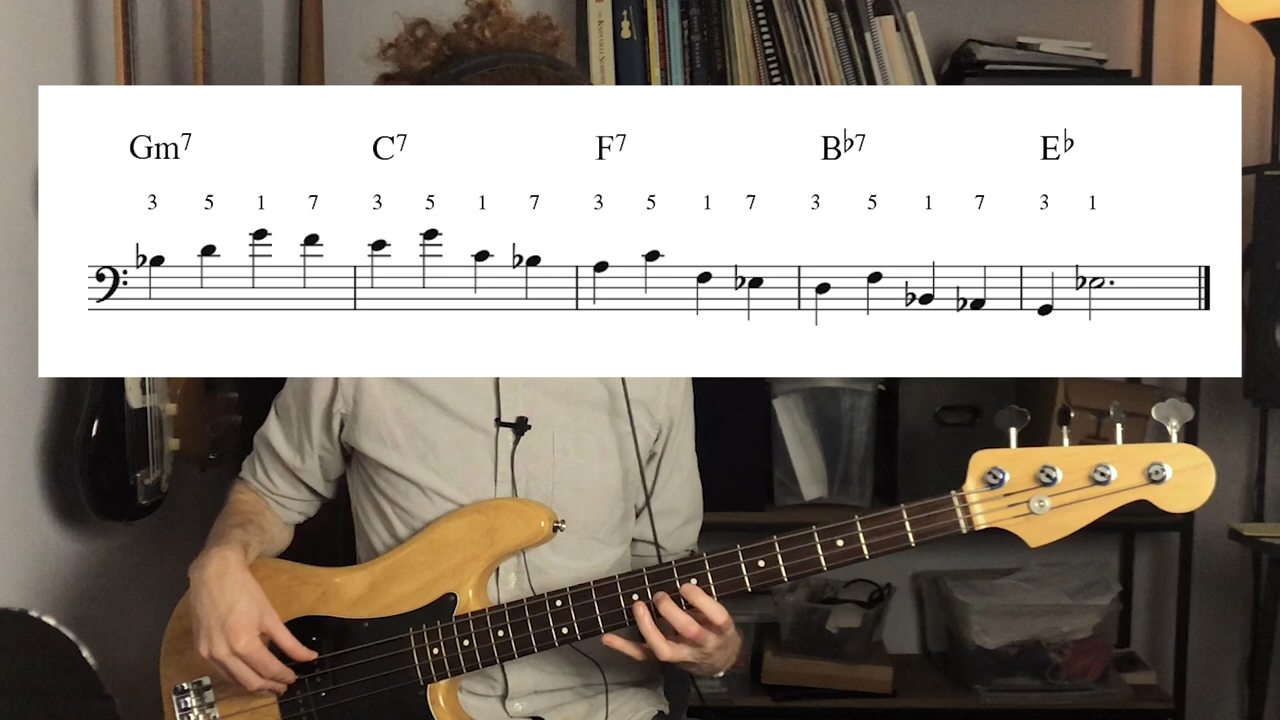 Gm7 C7 F7 B♭7 E♭
3 5 1 7 3 5 1 7 3 5 1 7 3 5 1 7 3 1